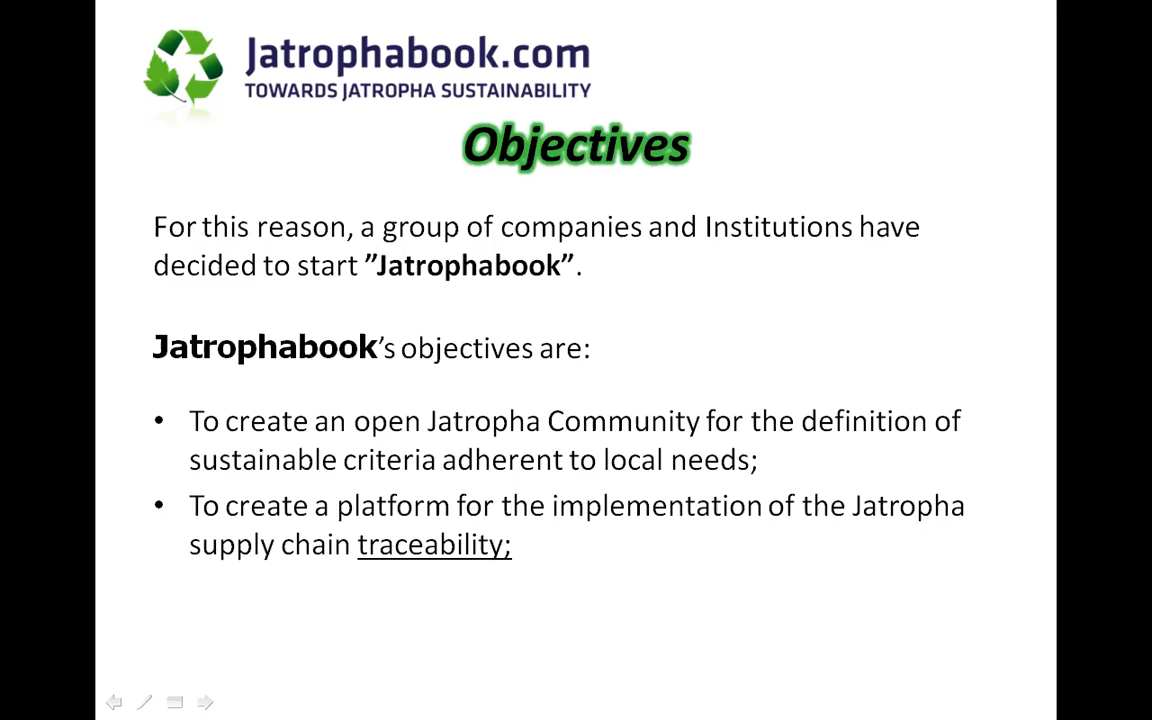 Jatrophabook.com
TOWARDS JATROPHA SUSTAINABILITY
Objectives
For this reason, a group of companies and Institutions have
decided to start ”Jatrophabook”.
Jatrophabook’s objectives are:
• To create an open Jatropha Community for the definition of
sustainable criteria adherent to local needs;
• To create a platform for the implementation of the Jatropha
supply chain traceability;